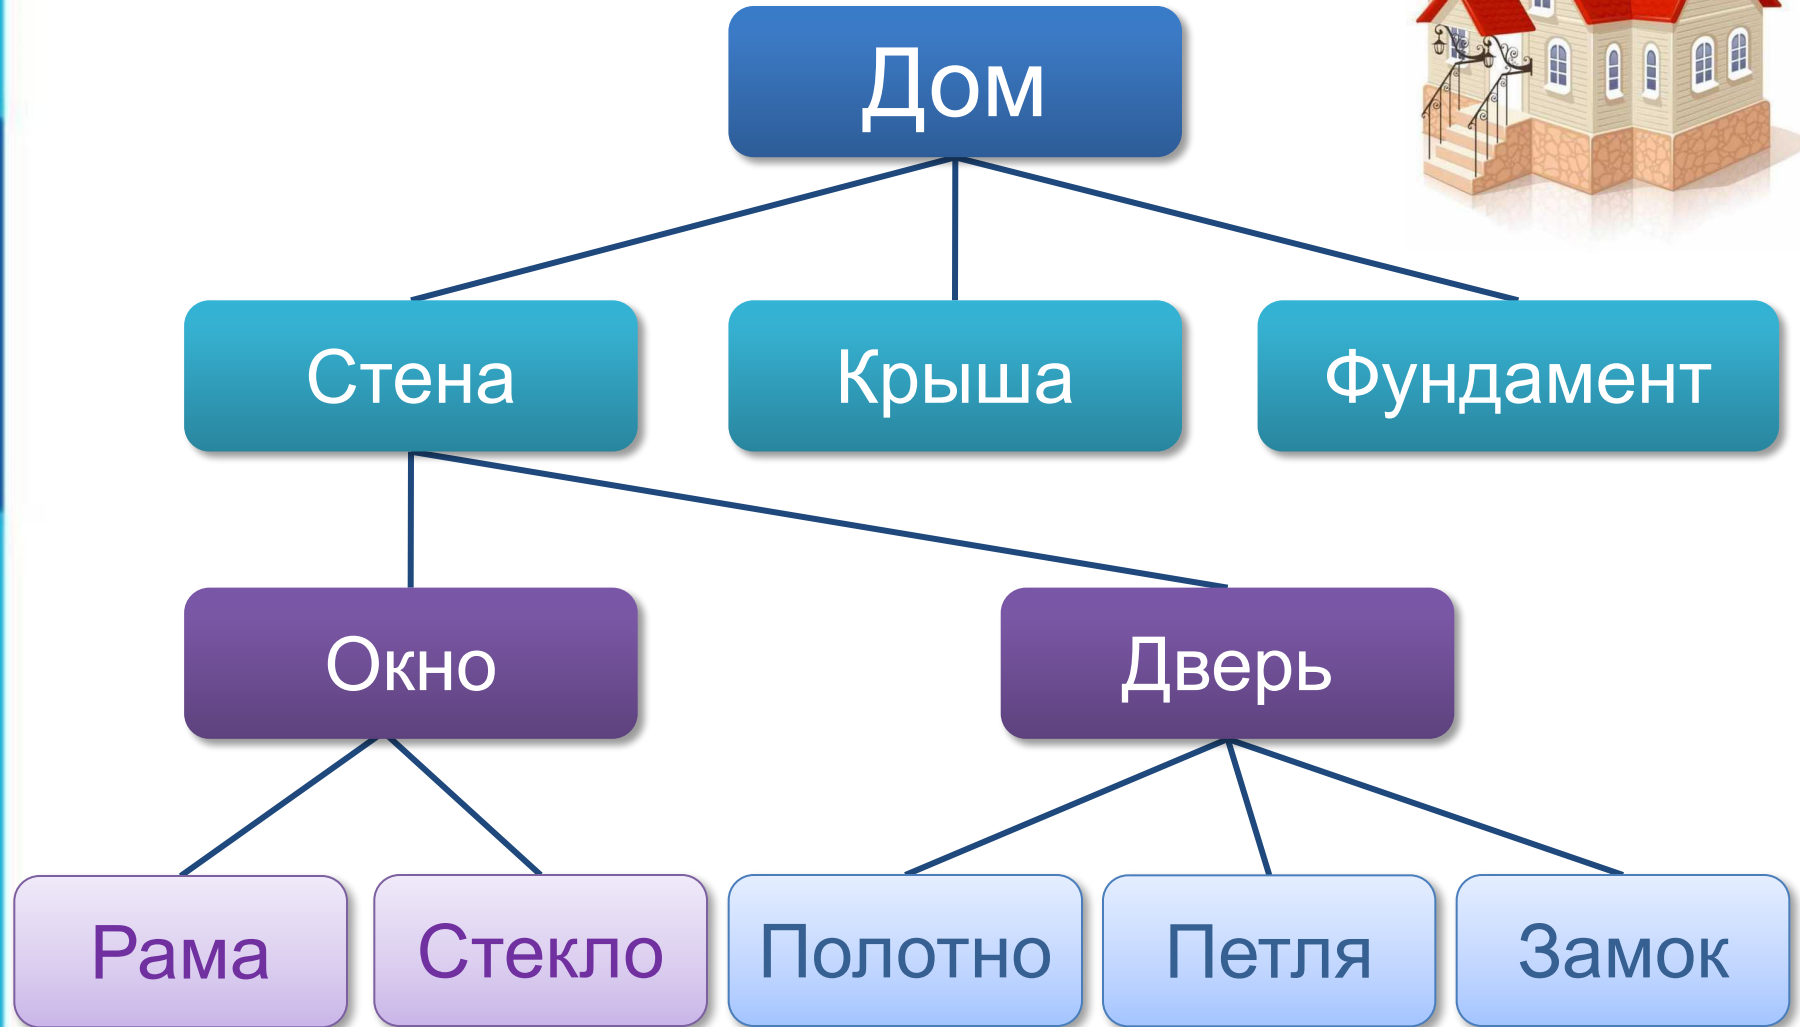 Дом
Стена
Крыша
Фундамент
Окно
Дверь
Рама
Стекло
Полотно
Петля
Замок